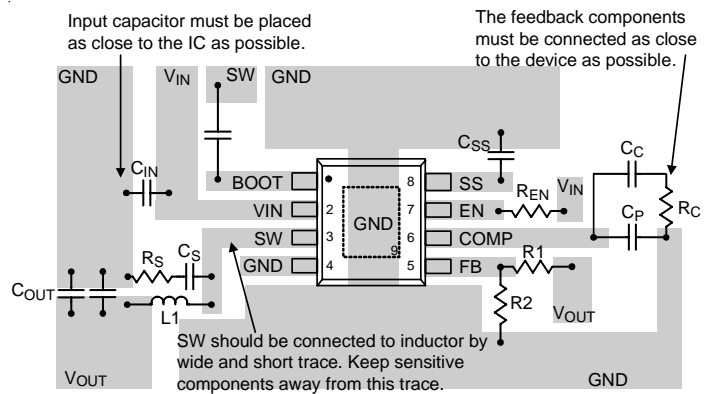 Input capacitor must be placed
as close to the IC as possible.
The feedback components
must be connected as close
to the device as possible.
GND
VIN
SW
GND
CSS
CIN
BOOT
8
SS
REN
VIN
CC
VIN
2
GND
7
EN
RC
SW
3
6
COMP
CP
GND
4
9
5
FB
R1
RS
CS
COUT
L1
R2
VOUT
SW should be connected to inductor by
wide and short trace. Keep sensitive
components away from this trace.
VOUT
GND